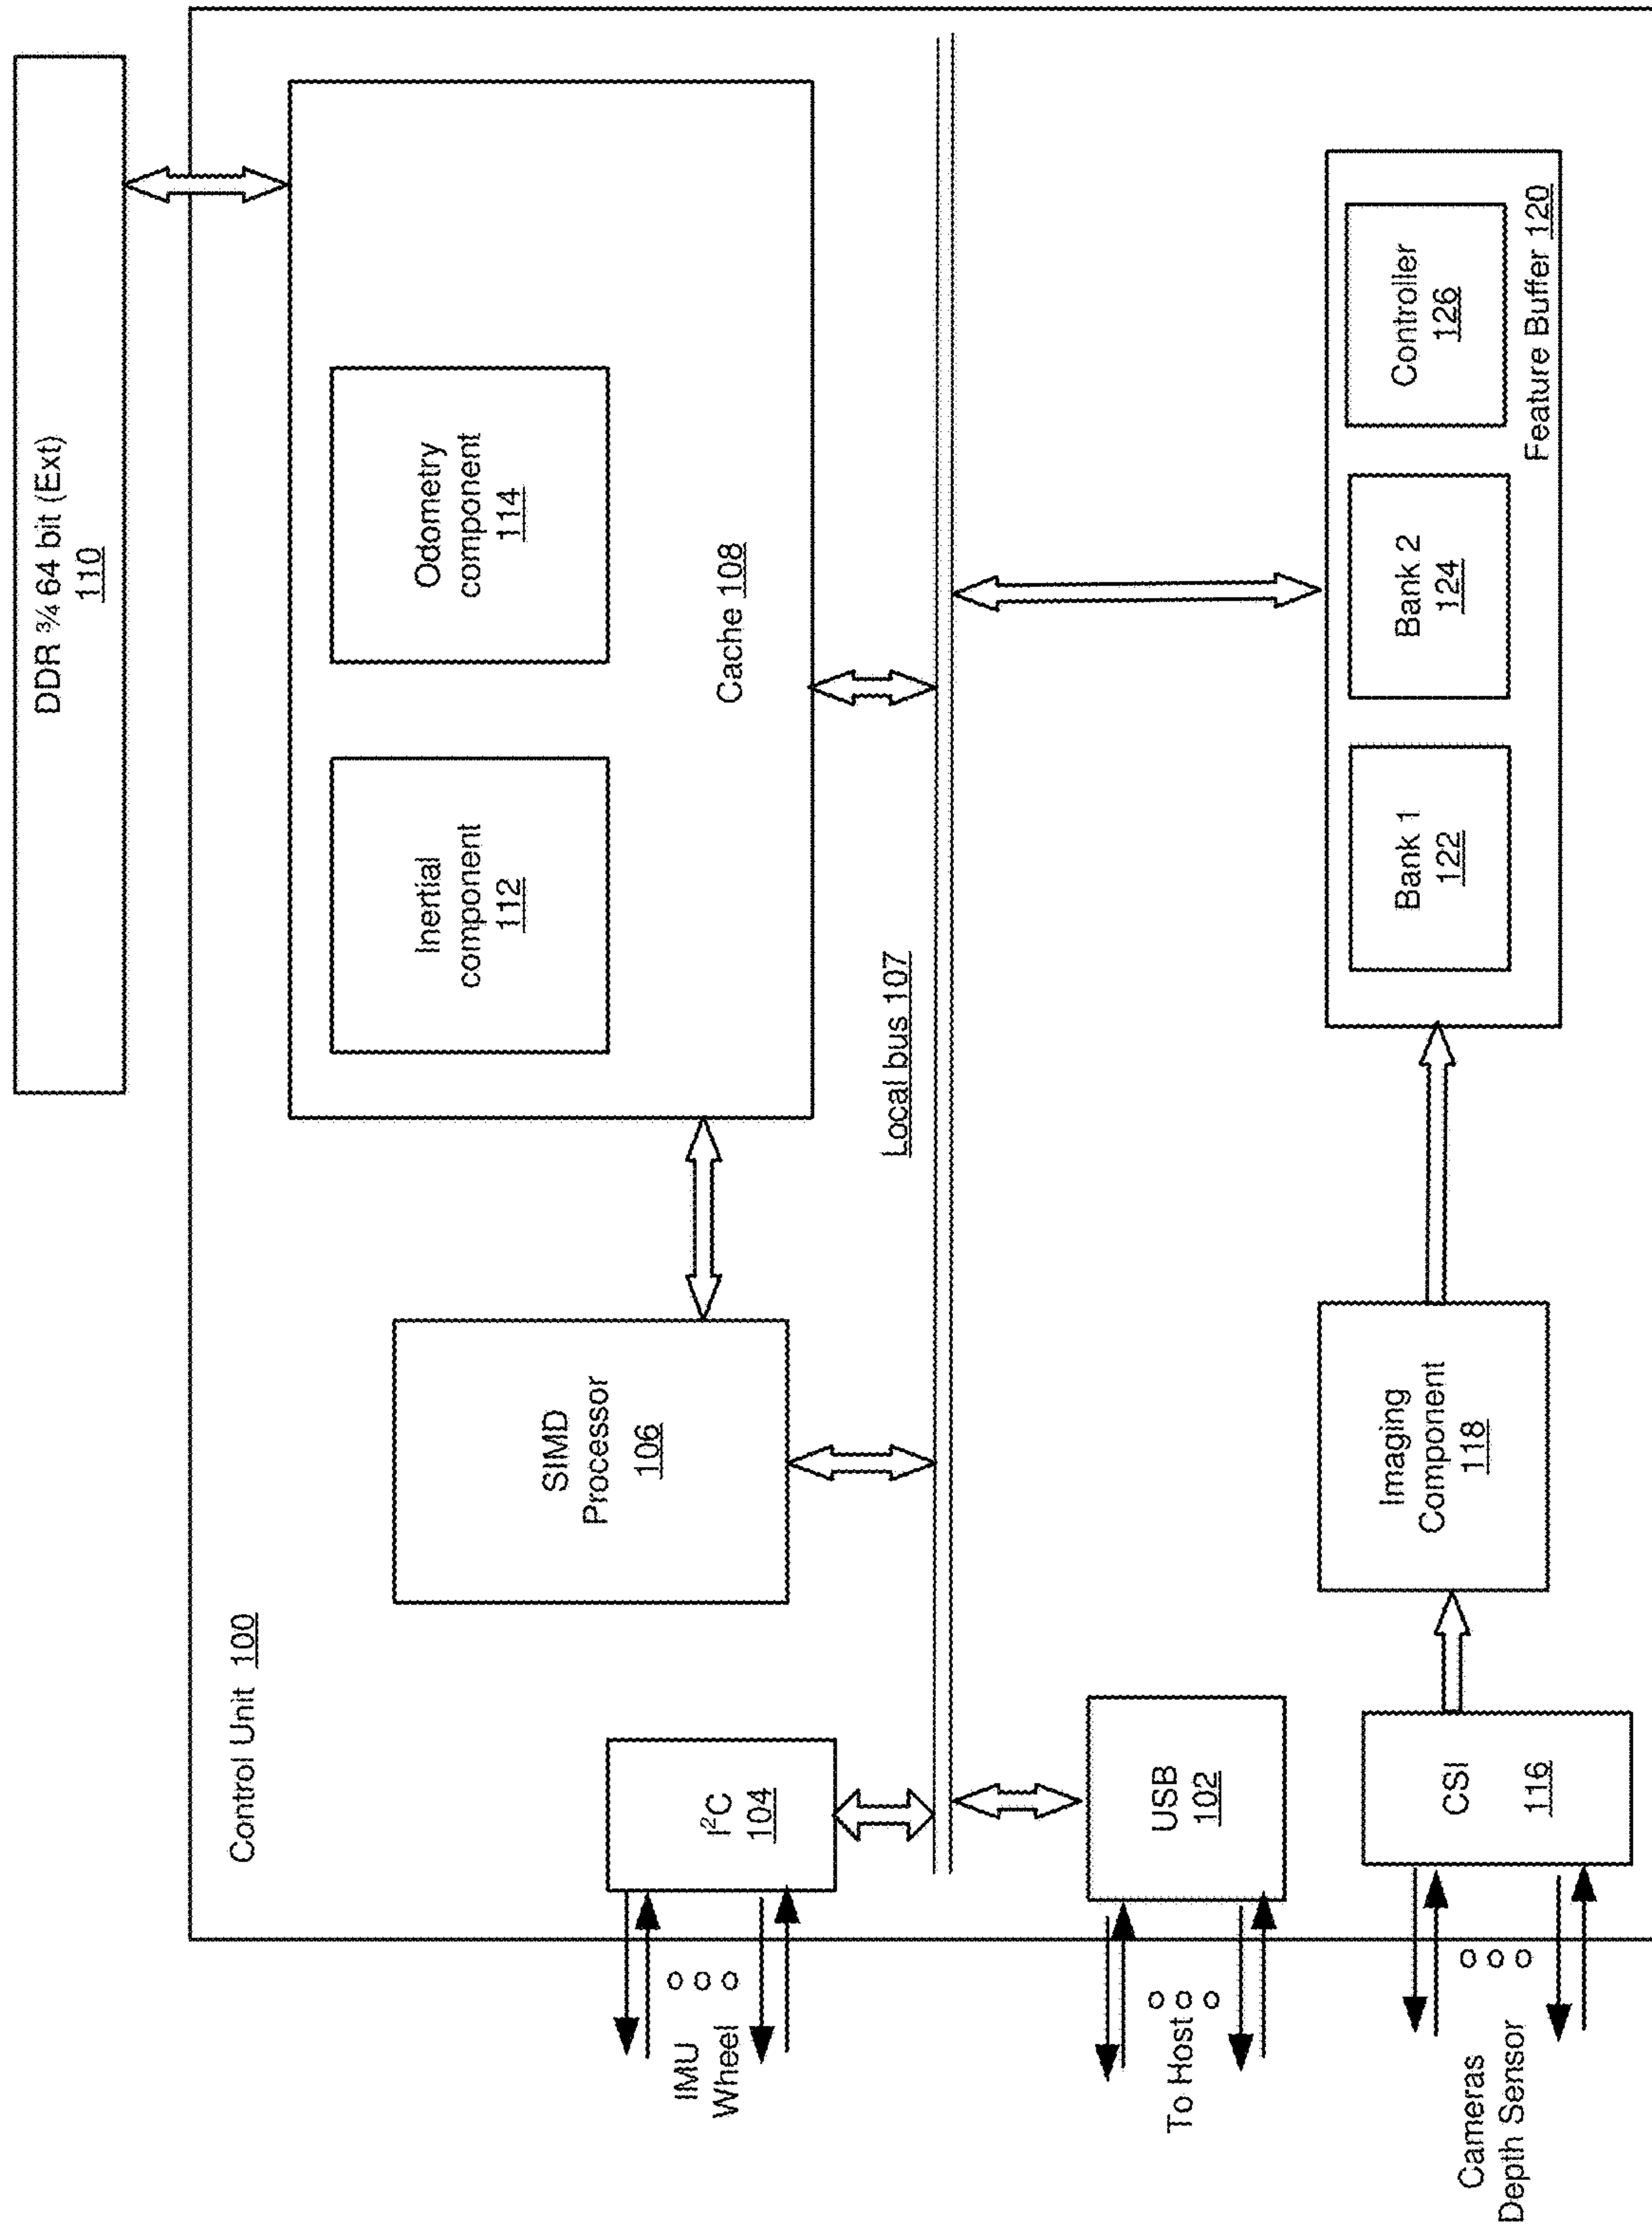 DDR ¾ 64 bit (Ext)
110
Control Unit 100
SIMD
Processor
106
Inertial
component
112
Odometry
component
114
Cache 108
I²C
104
IMU
Wheel
Local bus 107
To Host
USB
102
Cameras
Depth Sensor
CSI
116
Imaging
Component
118
Bank 1
122
Bank 2
124
Controller
126
Feature Buffer 120